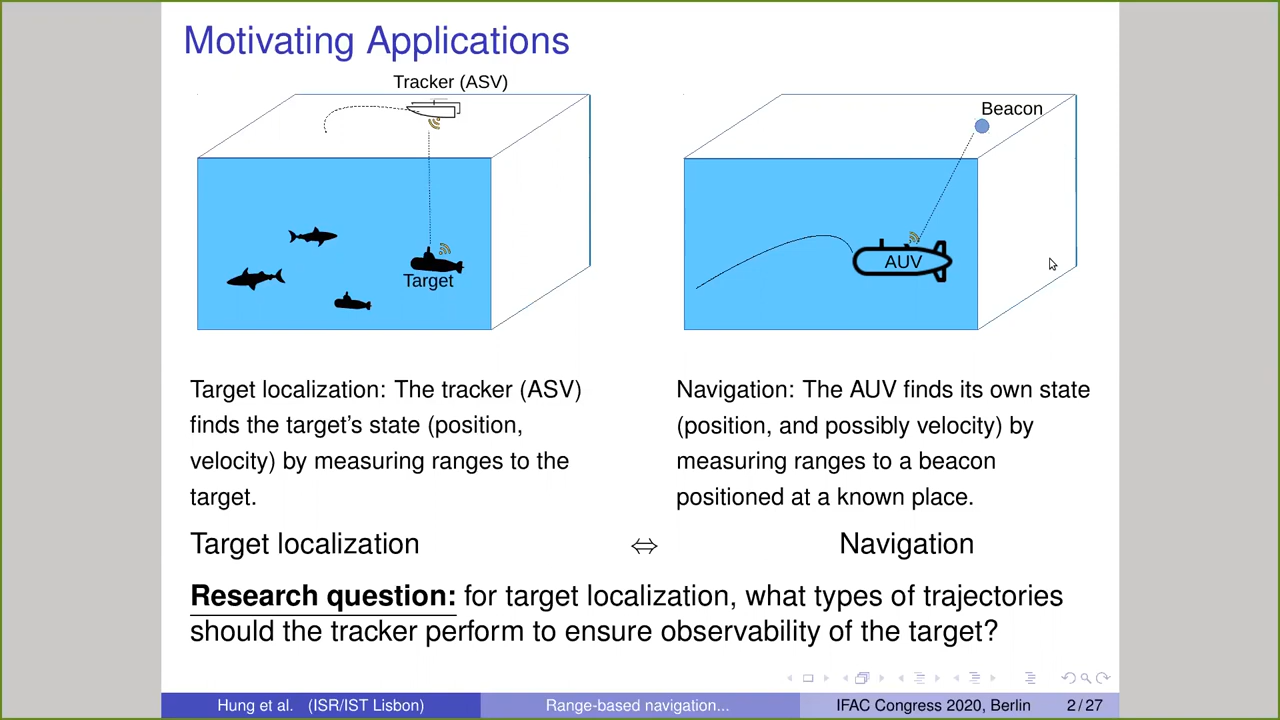 Motivating Applications
Tracker (ASV)
Target
Beacon
AUV
Target localization: The tracker (ASV)
finds the target's state (position,
velocity) by measuring ranges to the
target.
Navigation: The AUV finds its own state
(position, and possibly velocity) by
measuring ranges to a beacon
positioned at a known place.
Target localization ⇔ Navigation
Research question: for target localization, what types of trajectories
should the tracker perform to ensure observability of the target?
Hung et al. (ISR/IST Lisbon) Range-based navigation... IFAC Congress 2020, Berlin 2/27